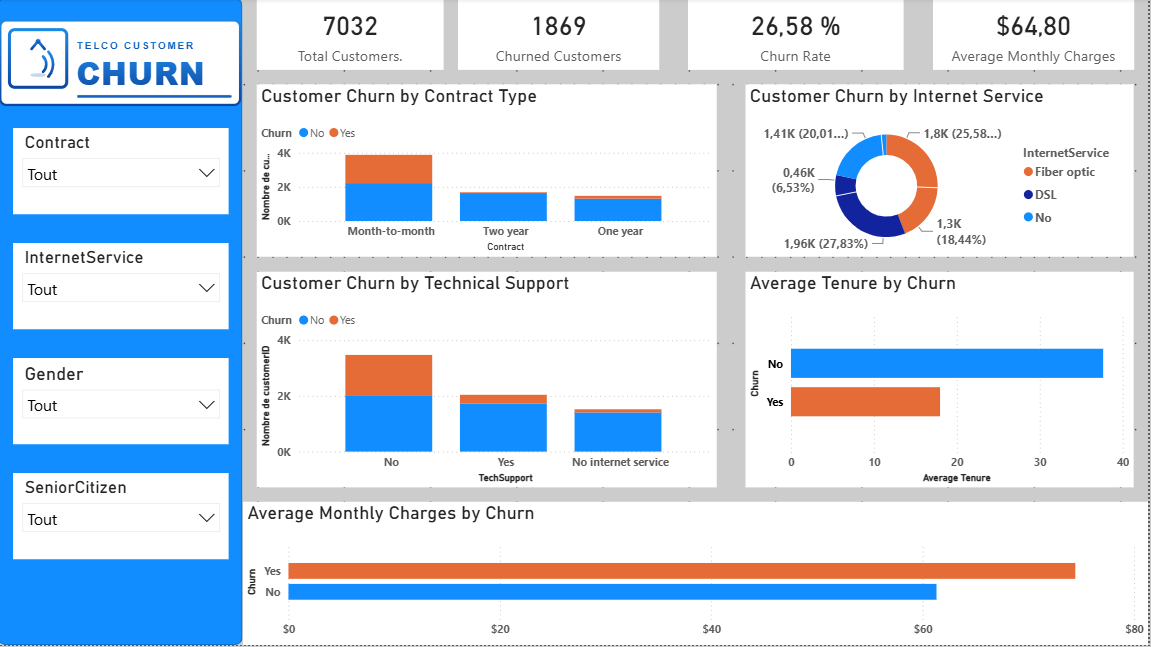 TELCO CUSTOMER
CHURN
Contract
Tout
InternetService
Tout
Gender
Tout
SeniorCitizen
Tout
7032
Total Customers.
1869
Churned Customers
26,58 %
Churn Rate
$64,80
Average Monthly Charges
Customer Churn by Contract Type
Churn No Yes
Nombre de cu...
4K
2K
0K
Month-to-month Two year One year
Contract
Customer Churn by Internet Service
1,41K (20,01...)
1,8K (25,58...)
0,46K
(6,53%)
1,3K
(18,44%)
1,96K (27,83%)
InternetService
Fiber optic
DSL
No
Customer Churn by Technical Support
Churn No Yes
Nombre de customerID
4K
2K
0K
No Yes No internet service
TechSupport
Average Tenure by Churn
Churn
No
Yes
0 10 20 30 40
Average Tenure
Average Monthly Charges by Churn
Churn
Yes
No
$0 $20 $40 $60 $80